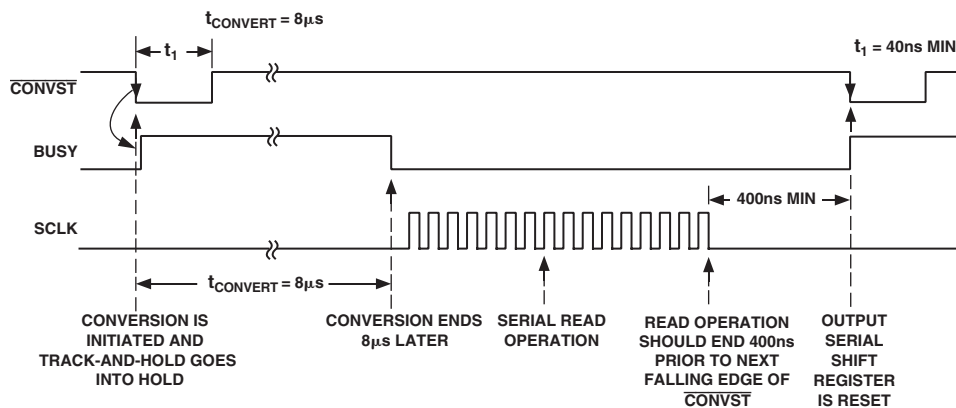 tCONVERT = 8μs
t1
t1 = 40ns MIN
CONVST
BUSY
400ns MIN
SCLK
tCONVERT = 8μs
CONVERSION IS
INITIATED AND
TRACK-AND-HOLD GOES
INTO HOLD
CONVERSION ENDS
8μs LATER
SERIAL READ
OPERATION
READ OPERATION
SHOULD END 400ns
PRIOR TO NEXT
FALLING EDGE OF
CONVST
OUTPUT
SERIAL
SHIFT
REGISTER
IS RESET